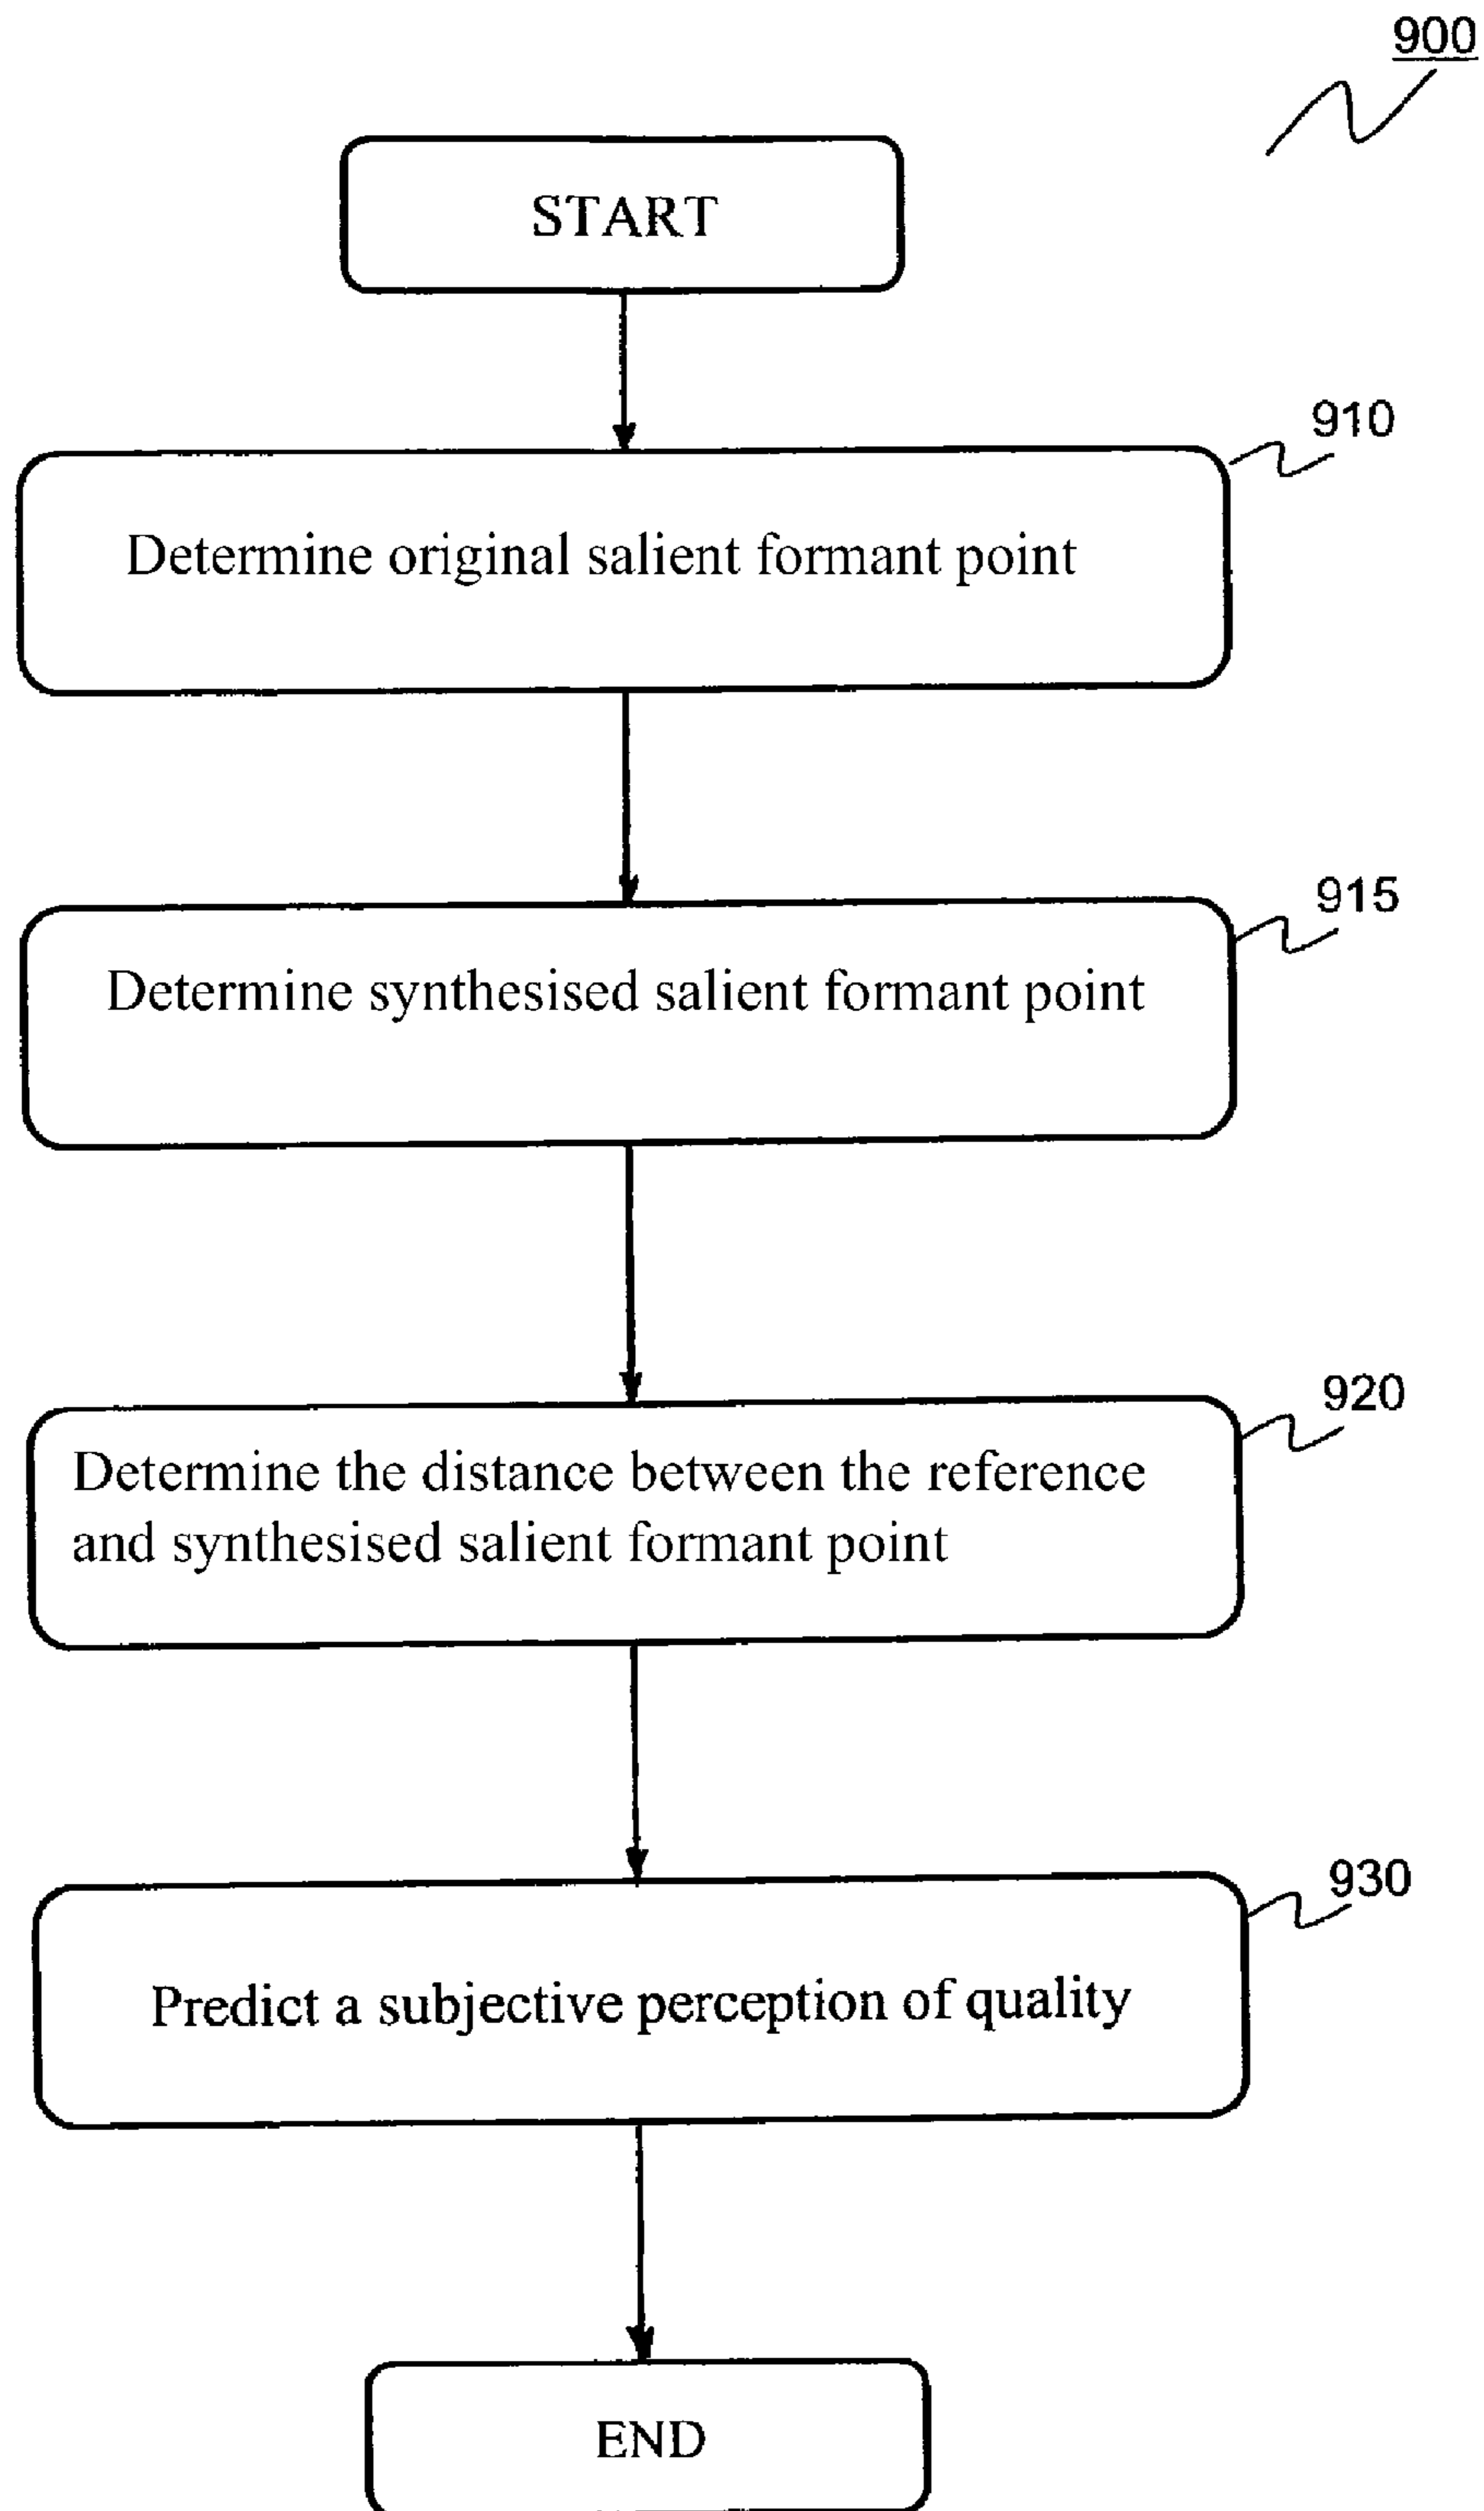 900
START
910
Determine original salient formant point
915
Determine synthesised salient formant point
920
Determine the distance between the reference
and synthesised salient formant point
930
Predict a subjective perception of quality
END